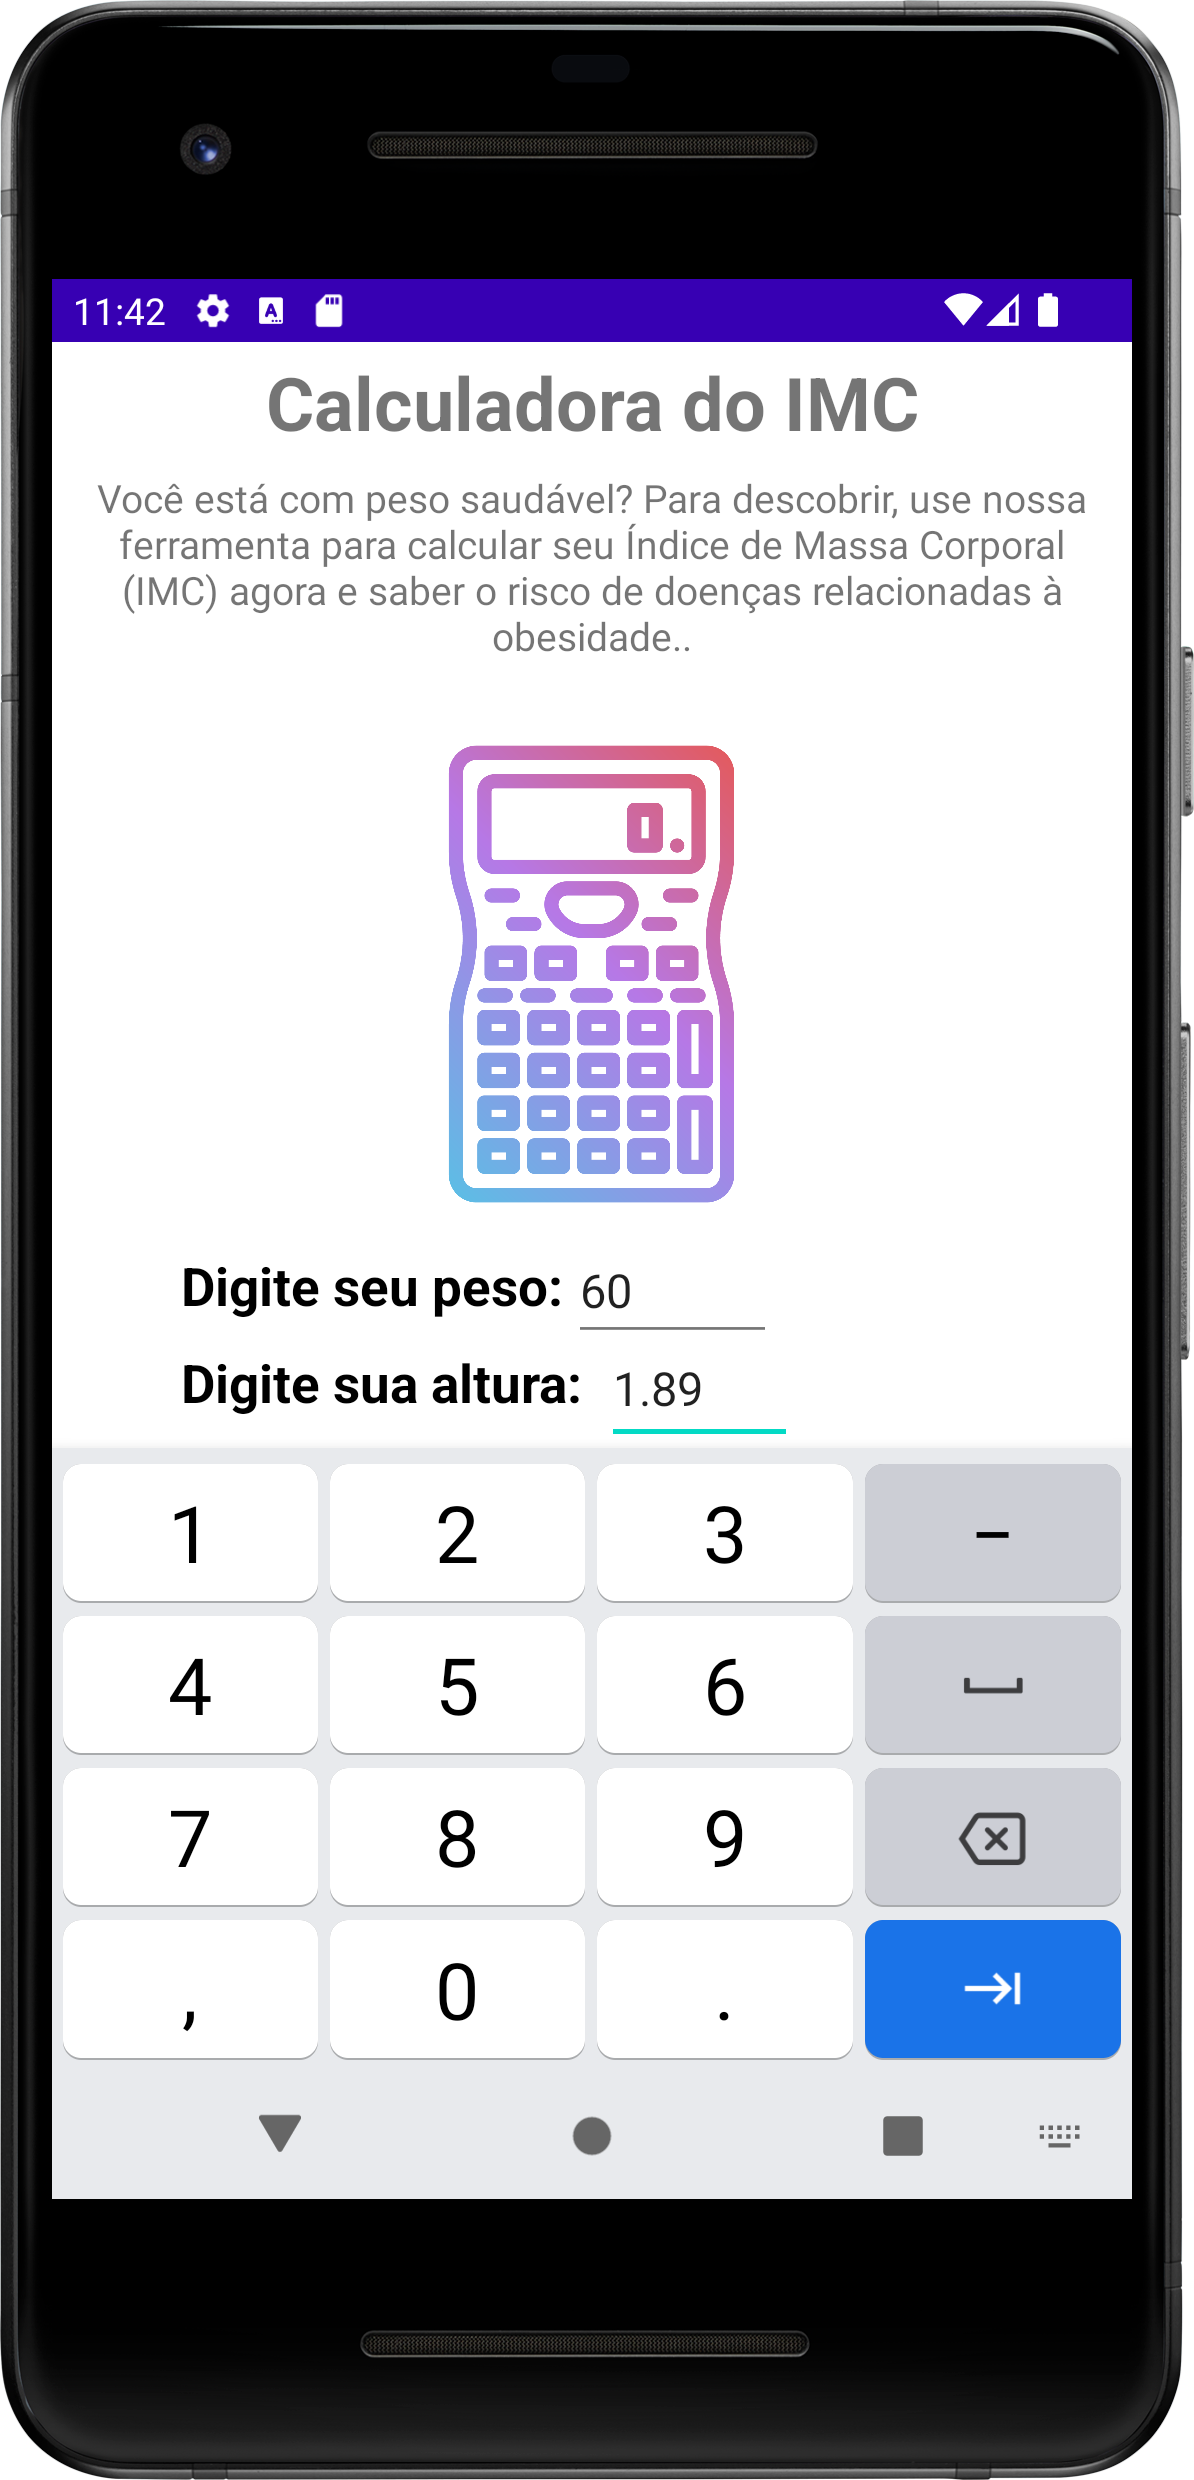 11:42
Calculadora do IMC
Você está com peso saudável? Para descobrir, use nossa
ferramenta para calcular seu Índice de Massa Corporal
(IMC) agora e saber o risco de doenças relacionadas à
obesidade..
0.
Digite seu peso: 60
Digite sua altura: 1.89
1 2 3 –
4 5 6
7 8 9
, 0 .